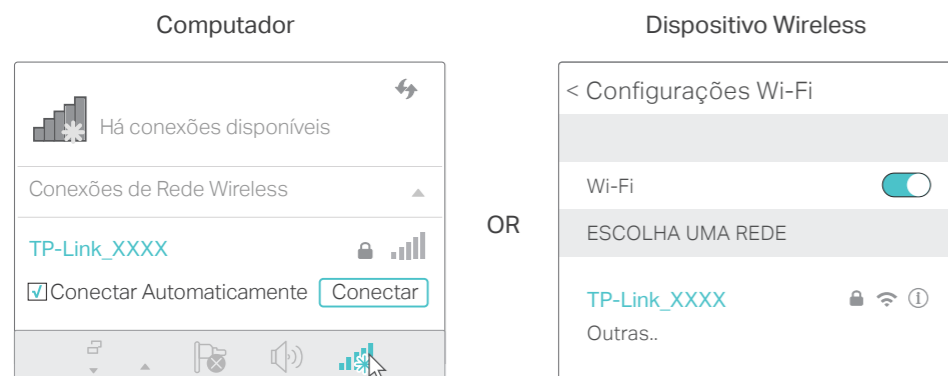 Computador
Há conexões disponíveis
Conexões de Rede Wireless
TP-Link_XXXX
Conectar Automaticamente Conectar
OR
Dispositivo Wireless
< Configurações Wi-Fi
Wi-Fi
ESCOLHA UMA REDE
TP-Link_XXXX
Outras..